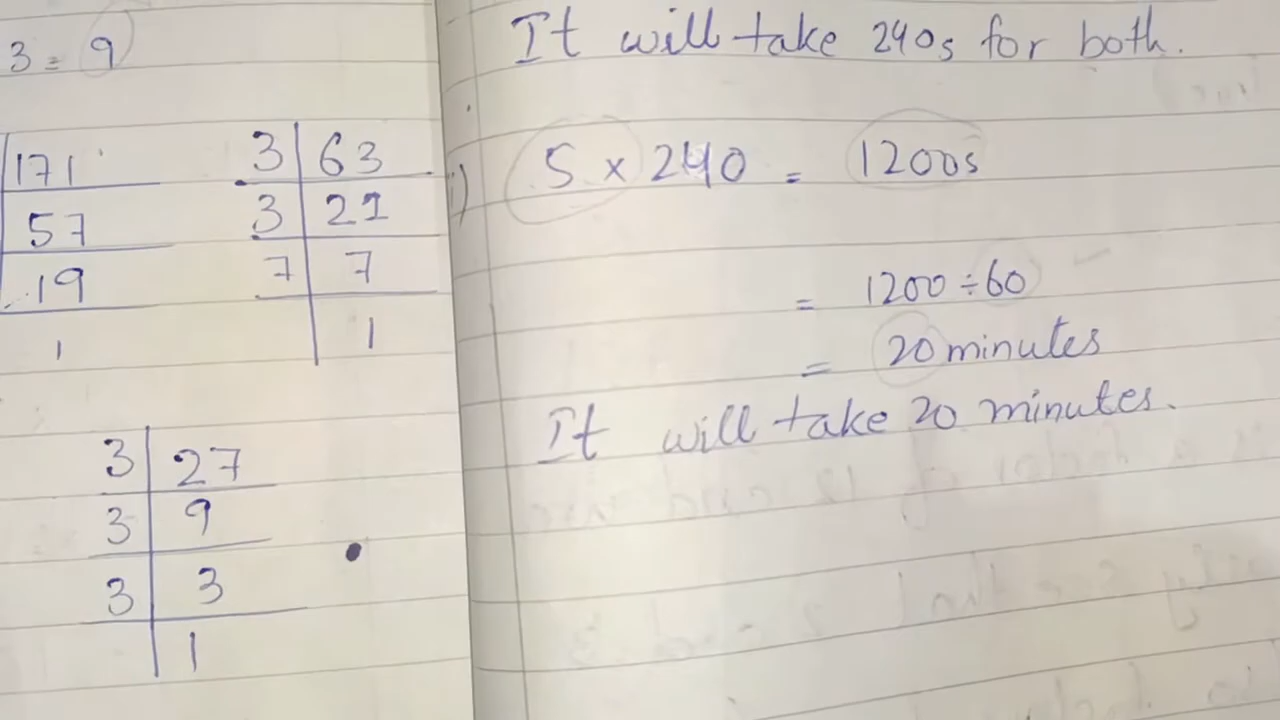 3 = 9
171
57
19
1
3 63
3 21
7 7
1
3 27
3 9
3 3
1
It will take 240s for both.
5 x 240 = 1200s
= 1200 ÷ 60
= 20 minutes
It will take 20 minutes.